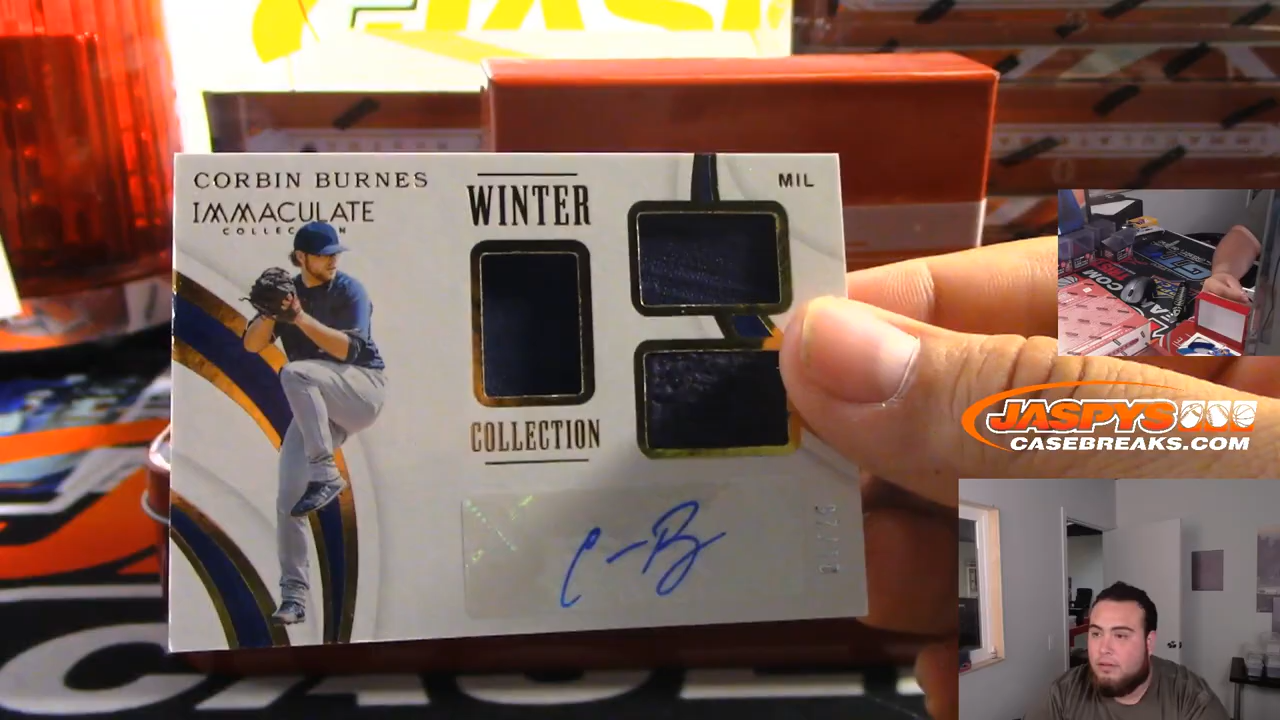 CORBIN BURNES
IMMACULATE
COLLECTION
WINTER
COLLECTION
MIL
C B
JASPYS
CASEBREAKS.COM